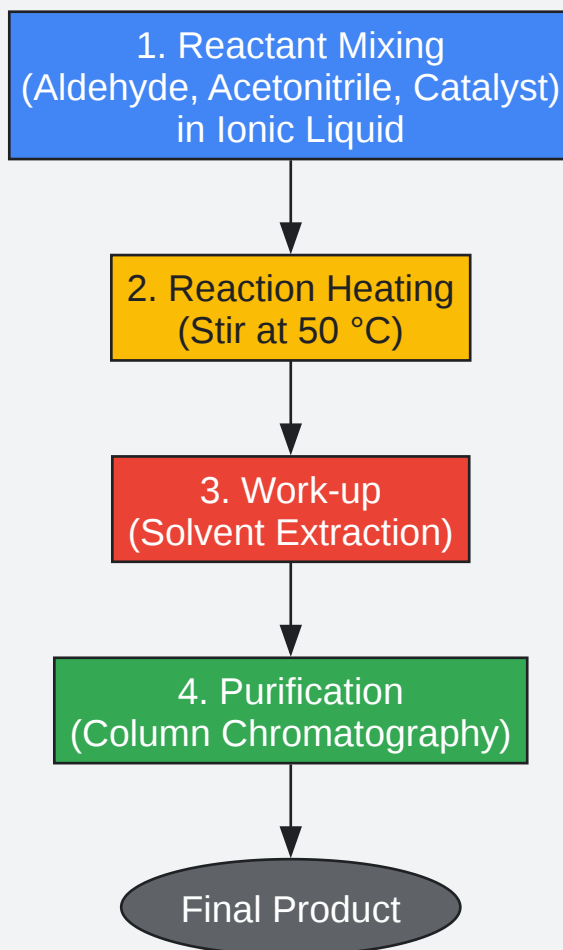 1. Reactant Mixing
(Aldehyde, Acetonitrile, Catalyst)
in Ionic Liquid
2. Reaction Heating
(Stir at 50 °C)
3. Work-up
(Solvent Extraction)
4. Purification
(Column Chromatography)
Final Product